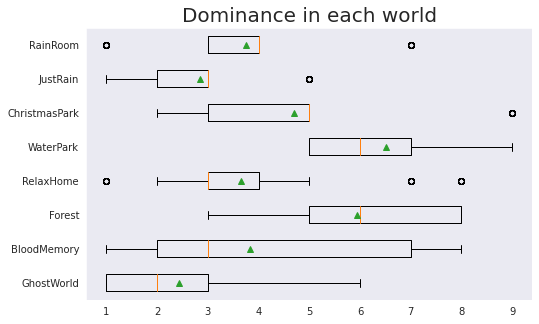 Dominance in each world
RainRoom
JustRain
ChristmasPark
WaterPark
RelaxHome
Forest
BloodMemory
GhostWorld
1 2 3 4 5 6 7 8 9